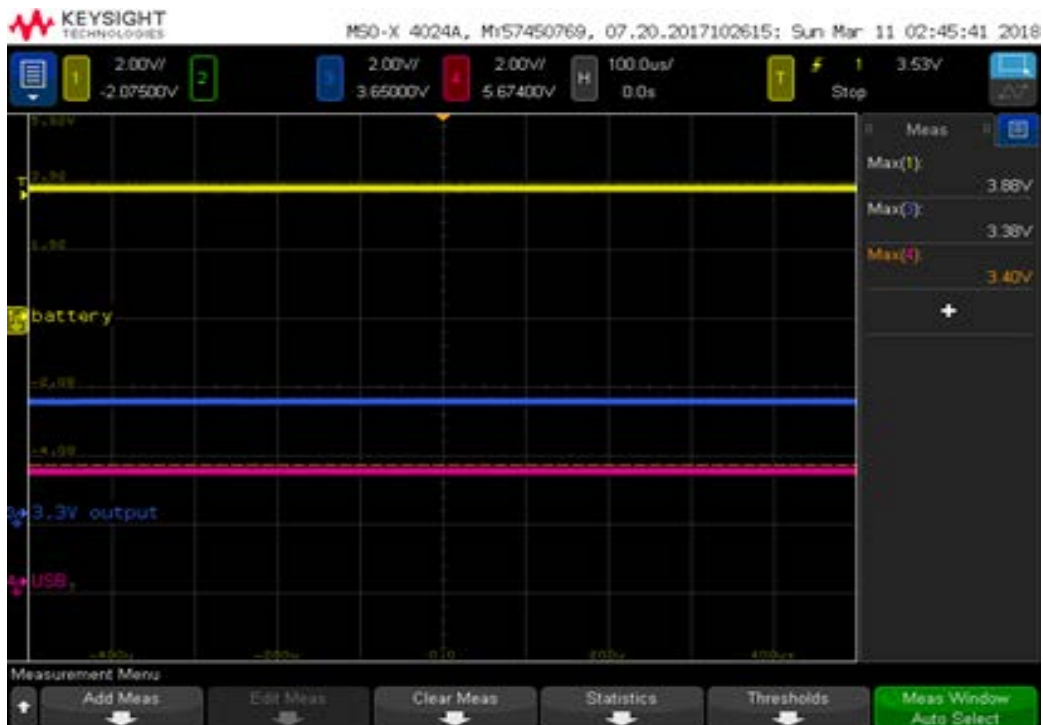 KEYSIGHT
TECHNOLOGIES
MSO-X 4024A, MY57450769, 07.20.2017102615: Sun Mar 11 02:45:41 2018
1 2.00V/ 2 3 2.00V/ 4 2.00V/ H 100.0us/ T 1 3.53V
-2.07500V 3.65000V 5.67400V 0.0s Stop
Meas
Max(1):
3.88V
Max(3):
3.38V
Max(4):
3.40V
+
T
battery
3.3V output
USB
Measurement Menu
Add Meas Edit Meas Clear Meas Statistics Thresholds Meas Window
Auto Select